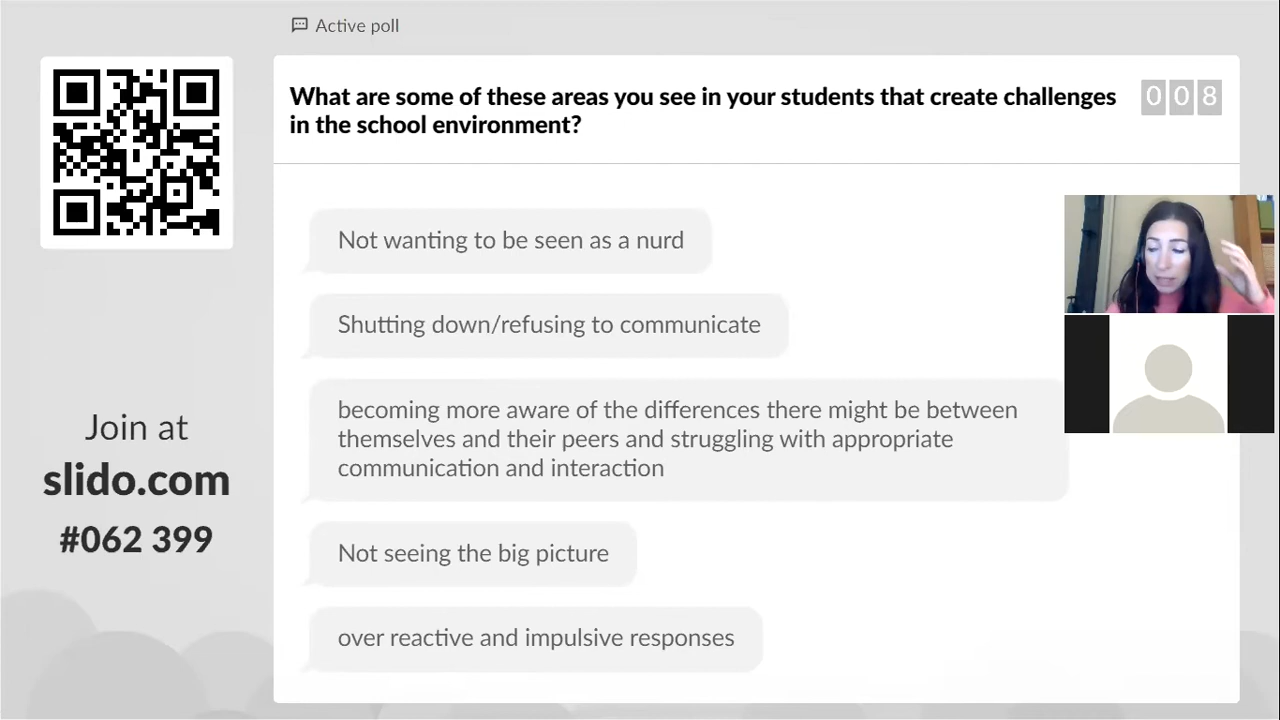 Active poll
What are some of these areas you see in your students that create challenges
in the school environment?
008
Not wanting to be seen as a nurd
Shutting down/refusing to communicate
becoming more aware of the differences there might be between
themselves and their peers and struggling with appropriate
communication and interaction
Not seeing the big picture
over reactive and impulsive responses
Join at
slido.com
#062 399